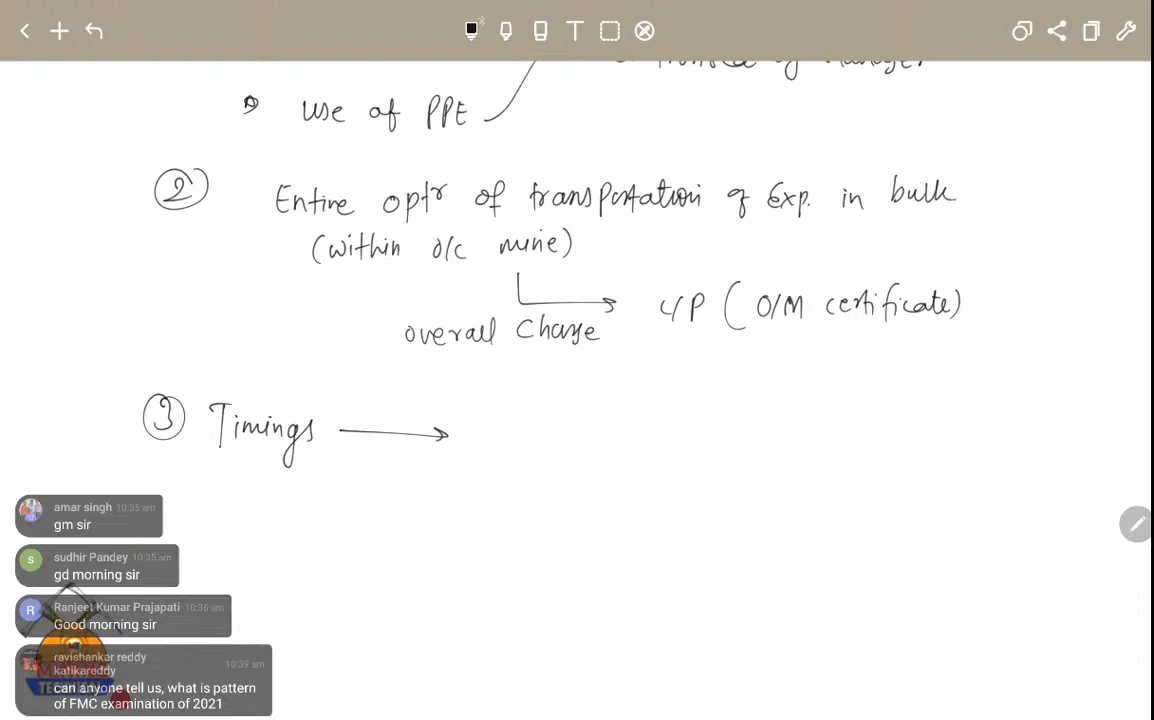 Use of PPE
② Entire optr of transportation of Exp. in bulk
(within o/c mine)
overall Charge
(O/M certificate)
③ Timings
amar singh 10:35 am
gm sir
s
sudhir Pandey 10:35 am
gd morning sir
R
Ranjeet Kumar Prajapati 10:36 am
Good morning sir
ravishankar reddy
katikareddy 10:39 am
can anyone tell us, what is pattern
of FMC examination of 2021